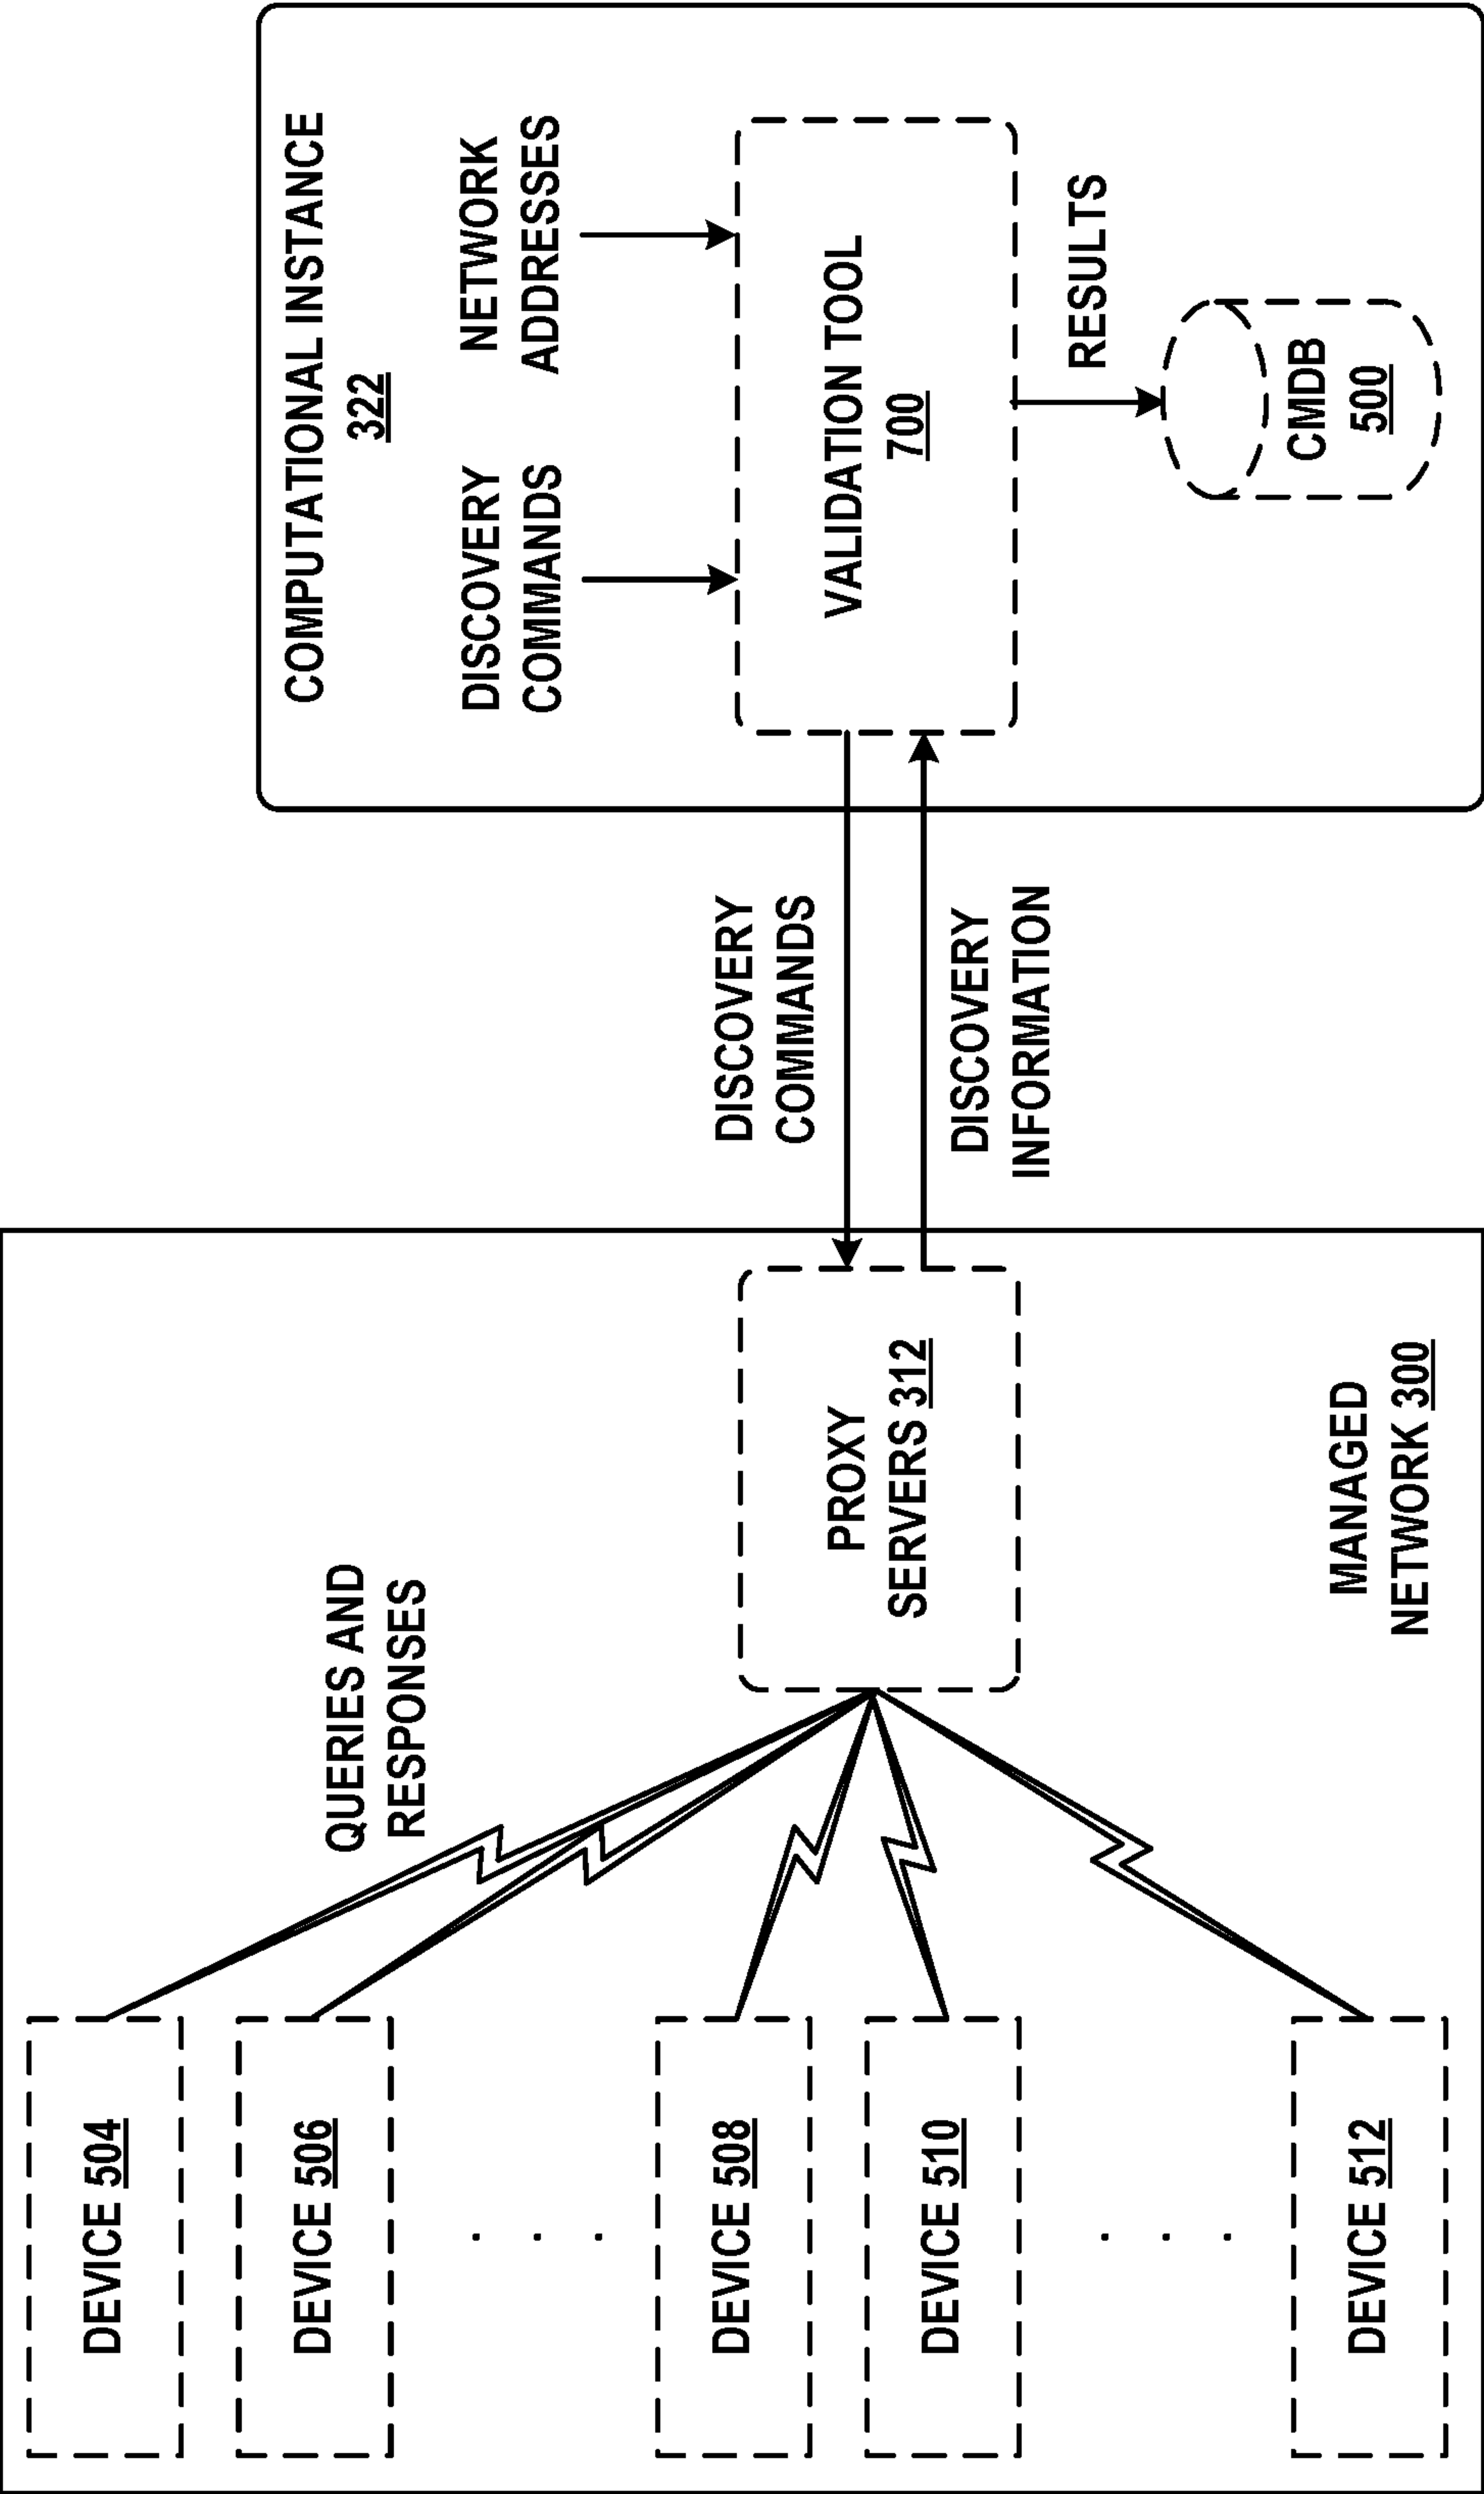 COMPUTATIONAL INSTANCE
322
DISCOVERY
COMMANDS
NETWORK
ADDRESSES
VALIDATION TOOL
700
RESULTS
CMDB
500
DISCOVERY
COMMANDS
DISCOVERY
INFORMATION
QUERIES AND
RESPONSES
PROXY
SERVERS 312
MANAGED
NETWORK 300
DEVICE 504
DEVICE 506
. . .
DEVICE 508
DEVICE 510
. . .
DEVICE 512